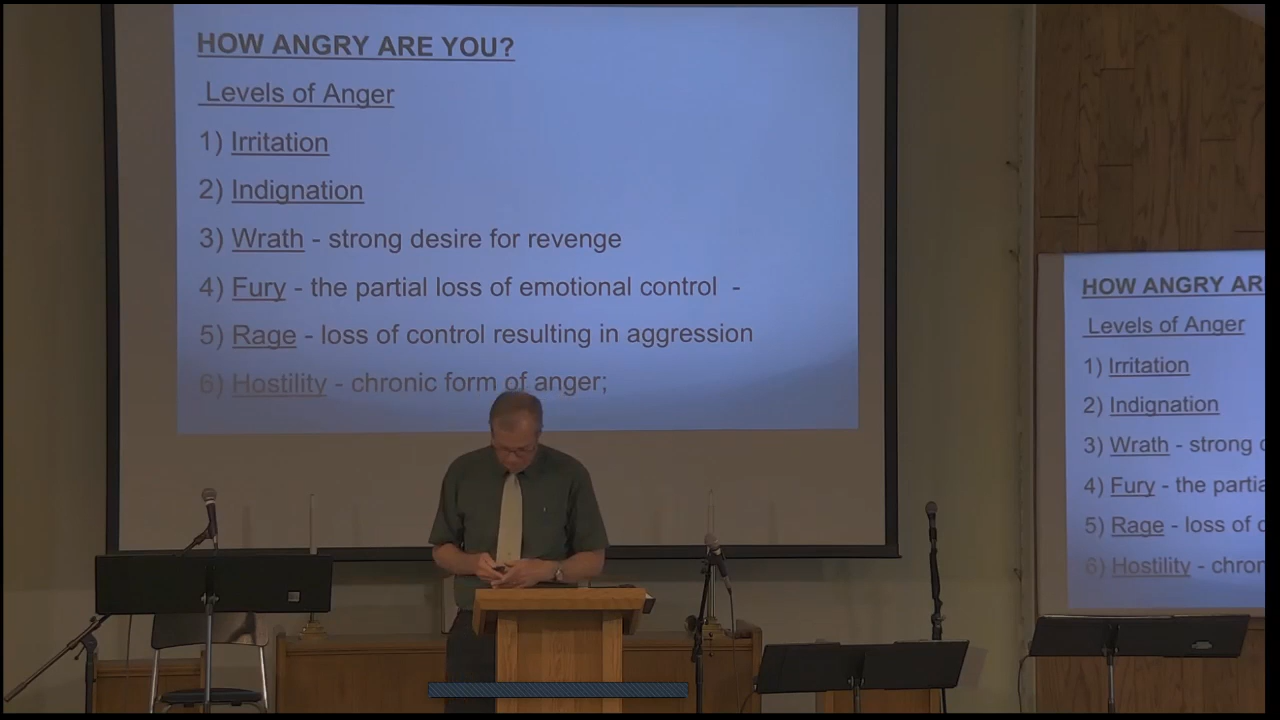 HOW ANGRY ARE YOU?
Levels of Anger
1) Irritation
2) Indignation
3) Wrath - strong desire for revenge
4) Fury - the partial loss of emotional control -
5) Rage - loss of control resulting in aggression
6) Hostility - chronic form of anger;
HOW ANGRY AR
Levels of Anger
1) Irritation
2) Indignation
3) Wrath - strong
4) Fury - the partia
5) Rage - loss of
6) Hostility - chron